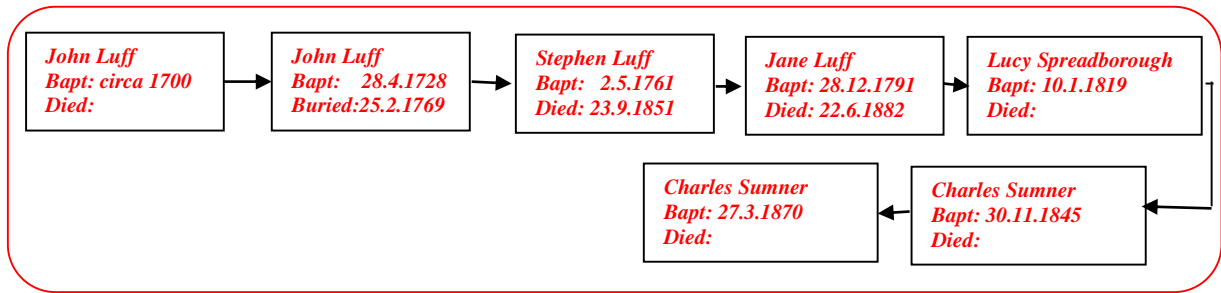 John Luff
Bapt: circa 1700
Died:
John Luff
Bapt: 28.4.1728
Buried:25.2.1769
Stephen Luff
Bapt: 2.5.1761
Died: 23.9.1851
Jane Luff
Bapt: 28.12.1791
Died: 22.6.1882
Lucy Spreadborough
Bapt: 10.1.1819
Died:
Charles Sumner
Bapt: 30.11.1845
Died:
Charles Sumner
Bapt: 27.3.1870
Died: